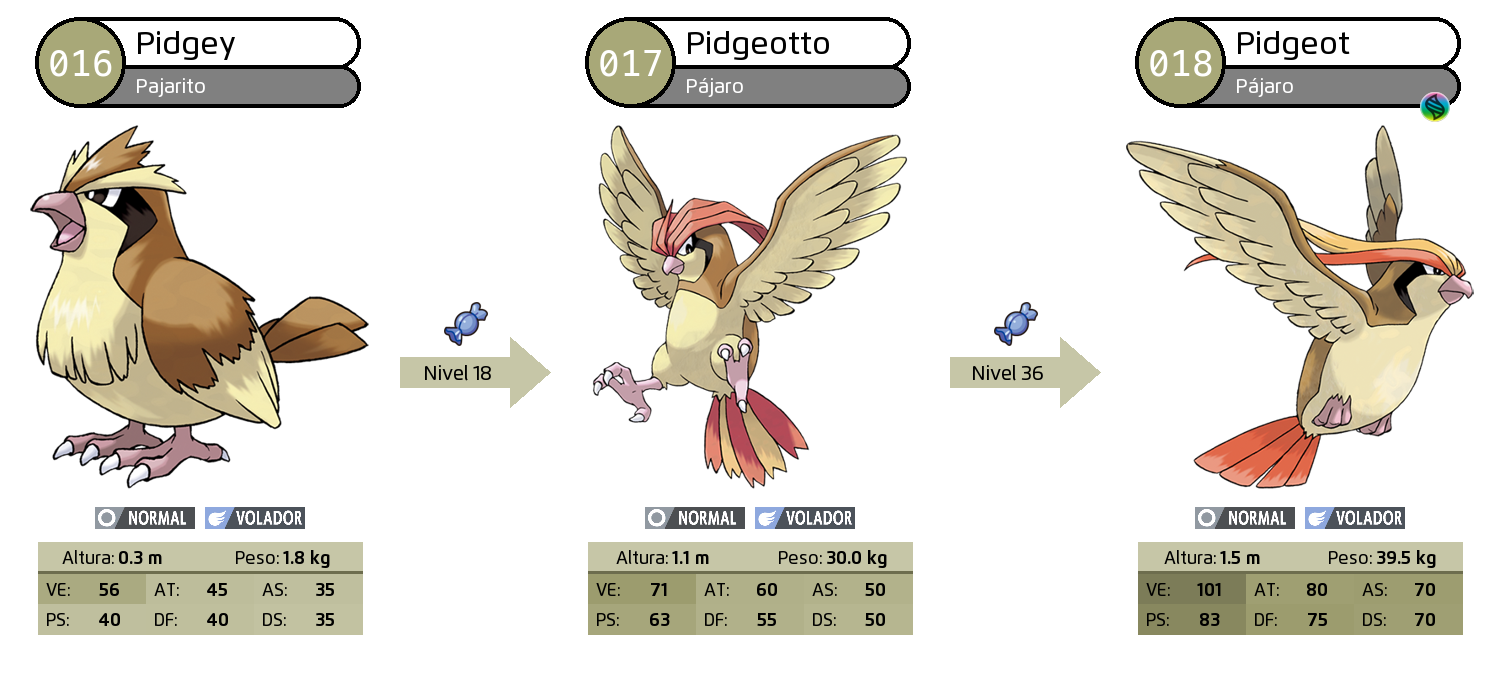 016
Pidgey
Pajarito
NORMAL VOLADOR
Altura: 0.3 m Peso: 1.8 kg
VE: 56 AT: 45 AS: 35
PS: 40 DF: 40 DS: 35
Nivel 18
017
Pidgeotto
Pájaro
NORMAL VOLADOR
Altura: 1.1 m Peso: 30.0 kg
VE: 71 AT: 60 AS: 50
PS: 63 DF: 55 DS: 50
Nivel 36
018
Pidgeot
Pájaro
NORMAL VOLADOR
Altura: 1.5 m Peso: 39.5 kg
VE: 101 AT: 80 AS: 70
PS: 83 DF: 75 DS: 70